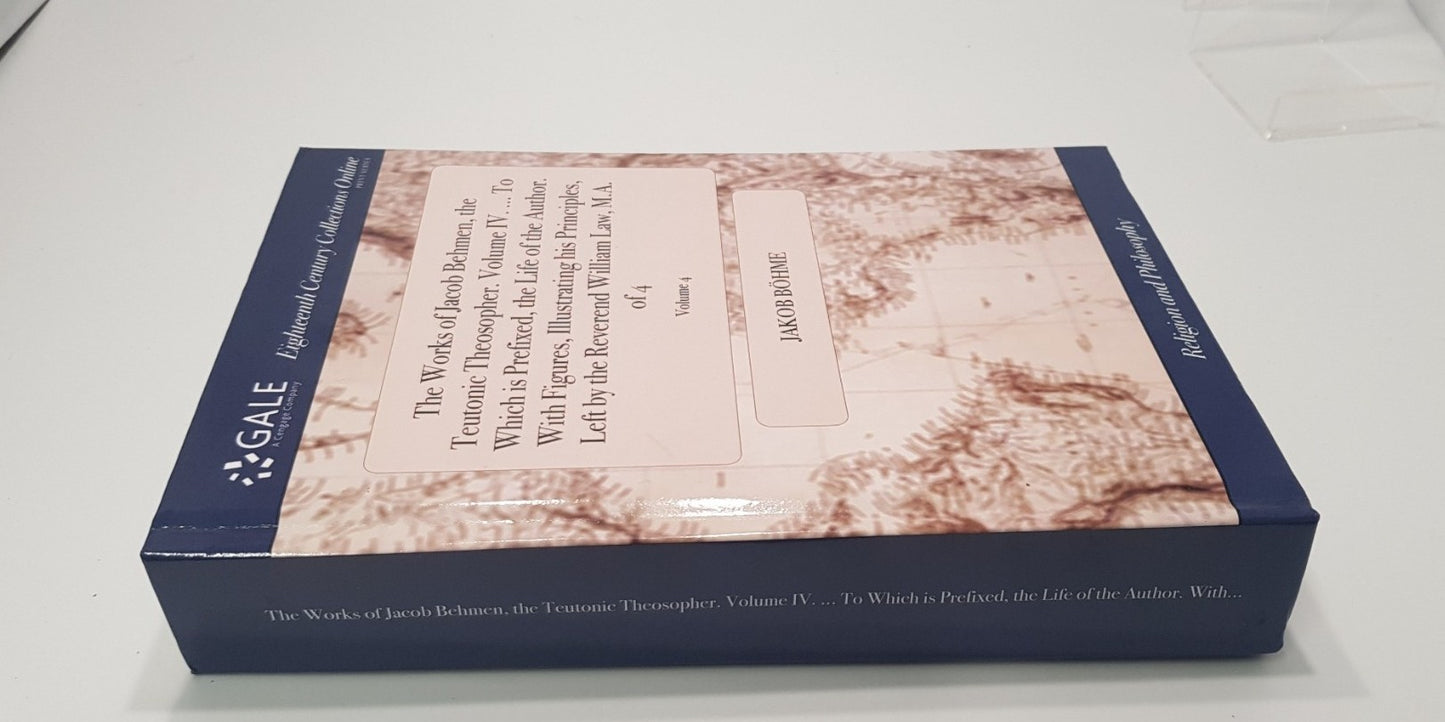 GALE
A Cengage Company
Eighteenth Century Collections Online
PRINT EDITIONS
The Works of Jacob Behmen, the
Teutonic Theosopher. Volume IV. ... To
Which is Prefixed, the Life of the Author.
With Figures, Illustrating his Principles,
Left by the Reverend William Law, M.A.
of 4
Volume 4
JAKOB BÖHME
Religion and Philosophy
The Works of Jacob Behmen, the Teutonic Theosopher. Volume IV. ... To Which is Prefixed, the Life of the Author. With...